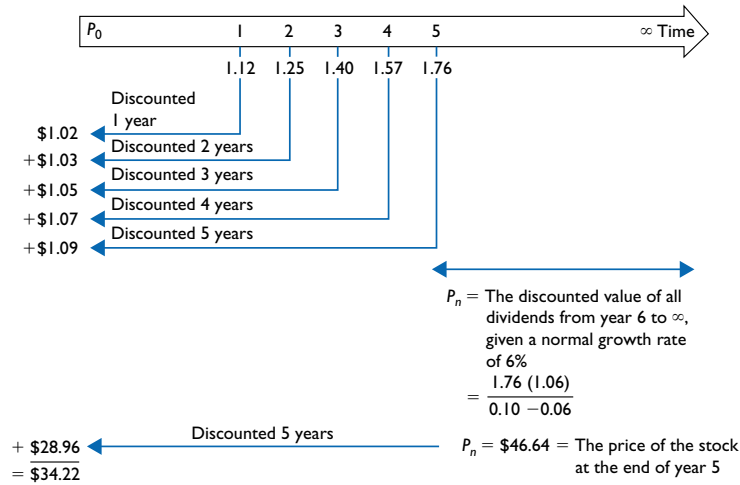 P0 1 2 3 4 5 ∞ Time
1.12 1.25 1.40 1.57 1.76
Discounted
1 year
$1.02
Discounted 2 years
+$1.03
Discounted 3 years
+$1.05
Discounted 4 years
+$1.07
Discounted 5 years
+$1.09
Pn = The discounted value of all
dividends from year 6 to ∞,
given a normal growth rate
of 6%
= 1.76 (1.06)
0.10 −0.06
Discounted 5 years
+ $28.96
Pn = $46.64 = The price of the stock
at the end of year 5
= $34.22